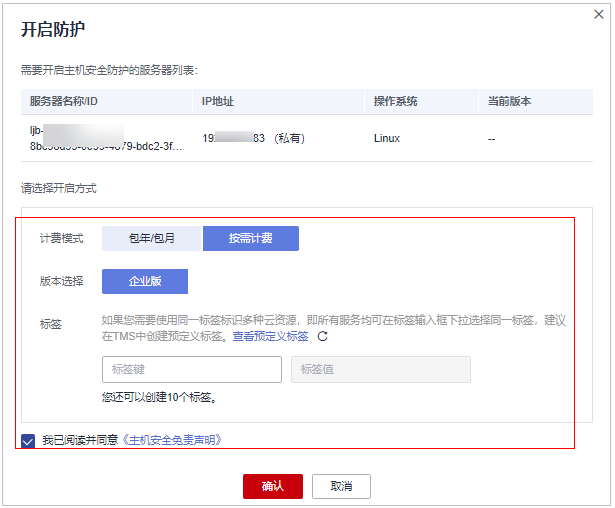 开启防护
需要开启主机安全防护的服务器列表：
服务器名称/ID IP地址 操作系统 当前版本
ljb- 19 83 （私有） Linux --
bdc2-3f...
请选择开启方式
计费模式 包年/包月 按需计费
版本选择 企业版
标签 如果您需要使用同一标签标识多种云资源，即所有服务均可在标签输入框下拉选择同一标签，建议
在TMS中创建预定义标签。查看预定义标签
标签键 标签值
您还可以创建10个标签。
我已阅读并同意《主机安全免责声明》
确认 取消